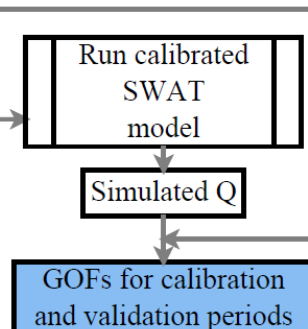 Run calibrated
SWAT
model
Simulated Q
GOFs for calibration
and validation periods